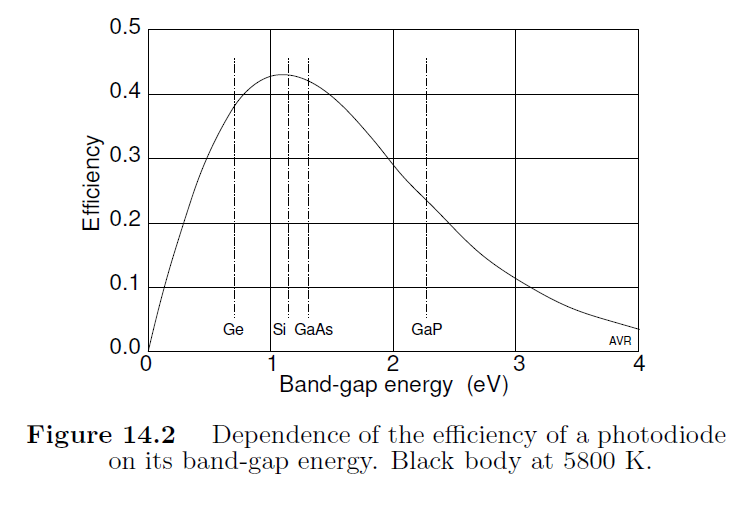 0.5
0.4
0.3
0.2
0.1
0.0
Efficiency
Ge Si GaAs GaP
AVR
0 1 2 3 4
Band-gap energy (eV)
Figure 14.2 Dependence of the efficiency of a photodiode
on its band-gap energy. Black body at 5800 K.